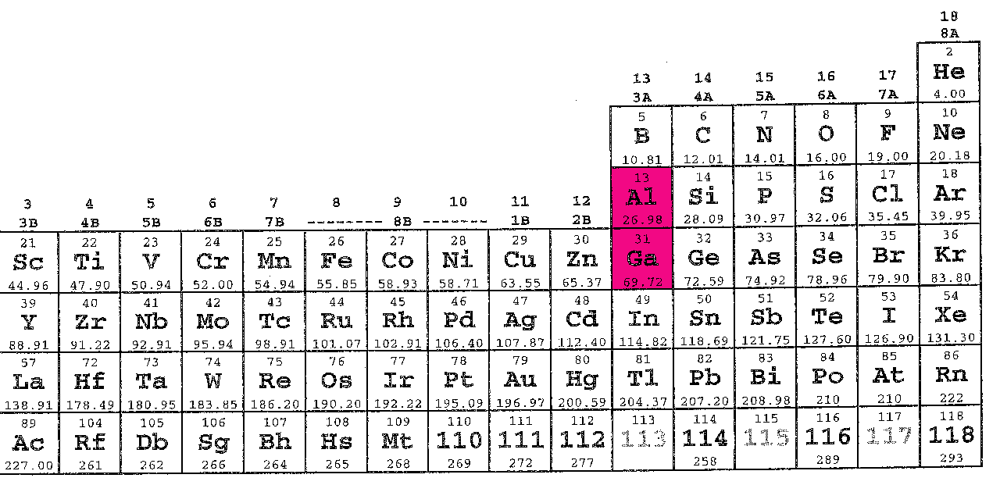 18
8A
2
He
13 14 15 16 17
3A 4A 5A 6A 7A
4.00
5 6 7 8 9 10
B C N O F Ne
10.81 12.01 14.01 16.00 19.00 20.18
13 14 15 16 17 18
Al Si P S Cl Ar
3 4 5 6 7 8 9 10 11 12
26.98 28.09 30.97 32.06 35.45 39.95
3B 4B 5B 6B 7B -------- 8B ------- 1B 2B
21 22 23 24 25 26 27 28 29 30 31 32 33 34 35 36
Sc Ti V Cr Mn Fe Co Ni Cu Zn Ga Ge As Se Br Kr
44.96 47.90 50.94 52.00 54.94 55.85 58.93 58.71 63.55 65.37 69.72 72.59 74.92 78.96 79.90 83.80
39 40 41 42 43 44 45 46 47 48 49 50 51 52 53 54
Y Zr Nb Mo Tc Ru Rh Pd Ag Cd In Sn Sb Te I Xe
88.91 91.22 92.91 95.94 98.91 101.07 102.91 106.40 107.87 112.40 114.82 118.69 121.75 127.60 126.90 131.30
57 72 73 74 75 76 77 78 79 80 81 82 83 84 85 86
La Hf Ta W Re Os Ir Pt Au Hg Tl Pb Bi Po At Rn
138.91 178.49 180.95 183.85 186.20 190.20 192.22 195.09 196.97 200.59 204.37 207.20 208.98 210 210 222
89 104 105 106 107 108 109 110 111 112 113 114 115 116 117 118
Ac Rf Db Sg Bh Hs Mt 110 111 112 113 114 115 116 117 118
227.00 261 262 266 264 265 268 269 272 277 258 289 293